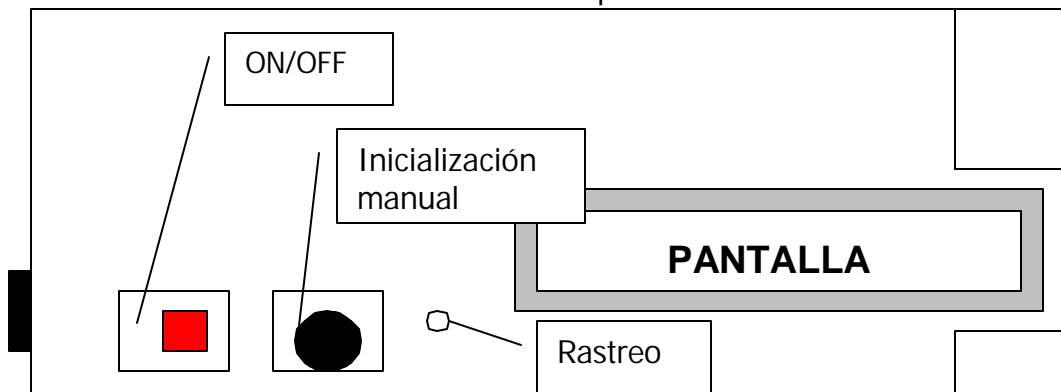 ON/OFF
Inicialización
manual
PANTALLA
Rastreo